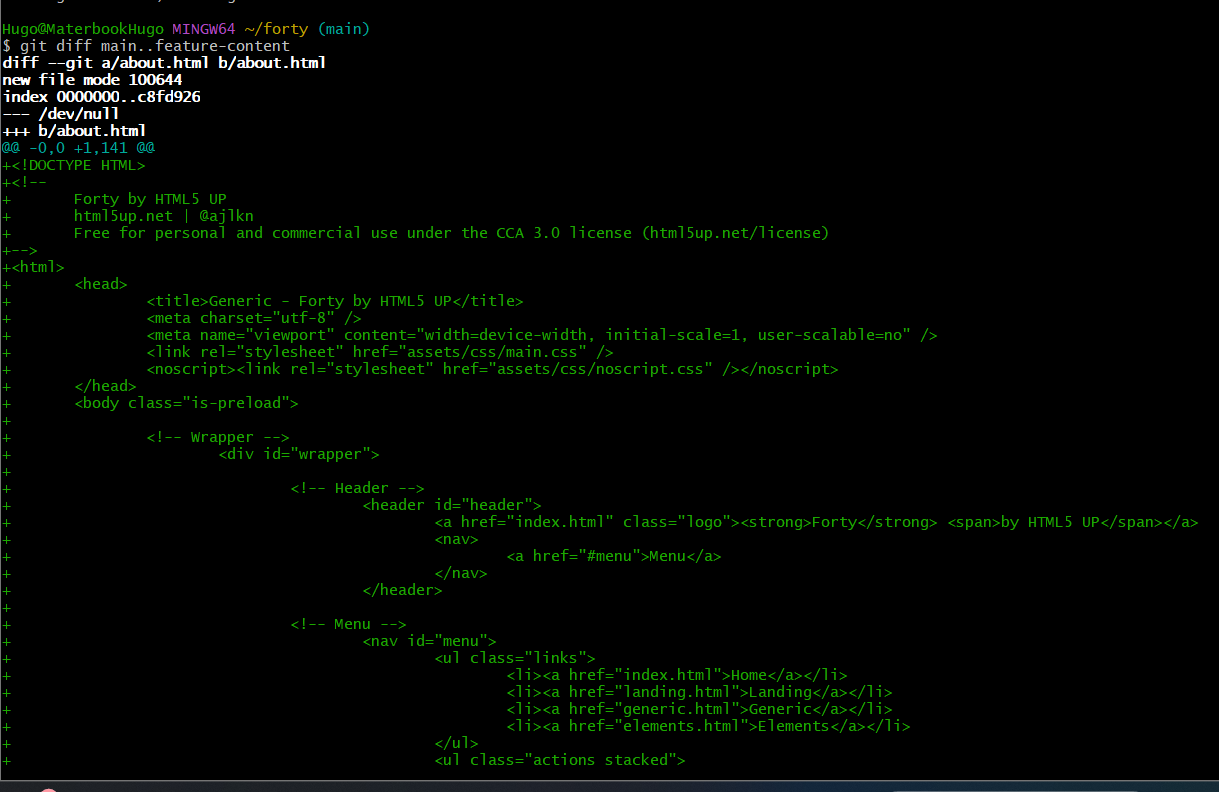 Hugo@MaterbookHugo MINGW64 ~/forty (main)
$ git diff main..feature-content
diff --git a/about.html b/about.html
new file mode 100644
index 0000000..c8fd926
--- /dev/null
+++ b/about.html
@@ -0,0 +1,141 @@
+<!DOCTYPE HTML>
+<!--
+       Forty by HTML5 UP
+       html5up.net | @ajlkn
+       Free for personal and commercial use under the CCA 3.0 license (html5up.net/license)
+-->
+<html>
+       <head>
+               <title>Generic - Forty by HTML5 UP</title>
+               <meta charset="utf-8" />
+               <meta name="viewport" content="width=device-width, initial-scale=1, user-scalable=no" />
+               <link rel="stylesheet" href="assets/css/main.css" />
+               <noscript><link rel="stylesheet" href="assets/css/noscript.css" /></noscript>
+       </head>
+       <body class="is-preload">
+
+               <!-- Wrapper -->
+                       <div id="wrapper">
+
+                               <!-- Header -->
+                                       <header id="header">
+                                               <a href="index.html" class="logo"><strong>Forty</strong> <span>by HTML5 UP</span></a>
+                                               <nav>
+                                                       <a href="#menu">Menu</a>
+                                               </nav>
+                                       </header>
+
+                               <!-- Menu -->
+                                       <nav id="menu">
+                                               <ul class="links">
+                                                       <li><a href="index.html">Home</a></li>
+                                                       <li><a href="landing.html">Landing</a></li>
+                                                       <li><a href="generic.html">Generic</a></li>
+                                                       <li><a href="elements.html">Elements</a></li>
+                                               </ul>
+                                               <ul class="actions stacked">